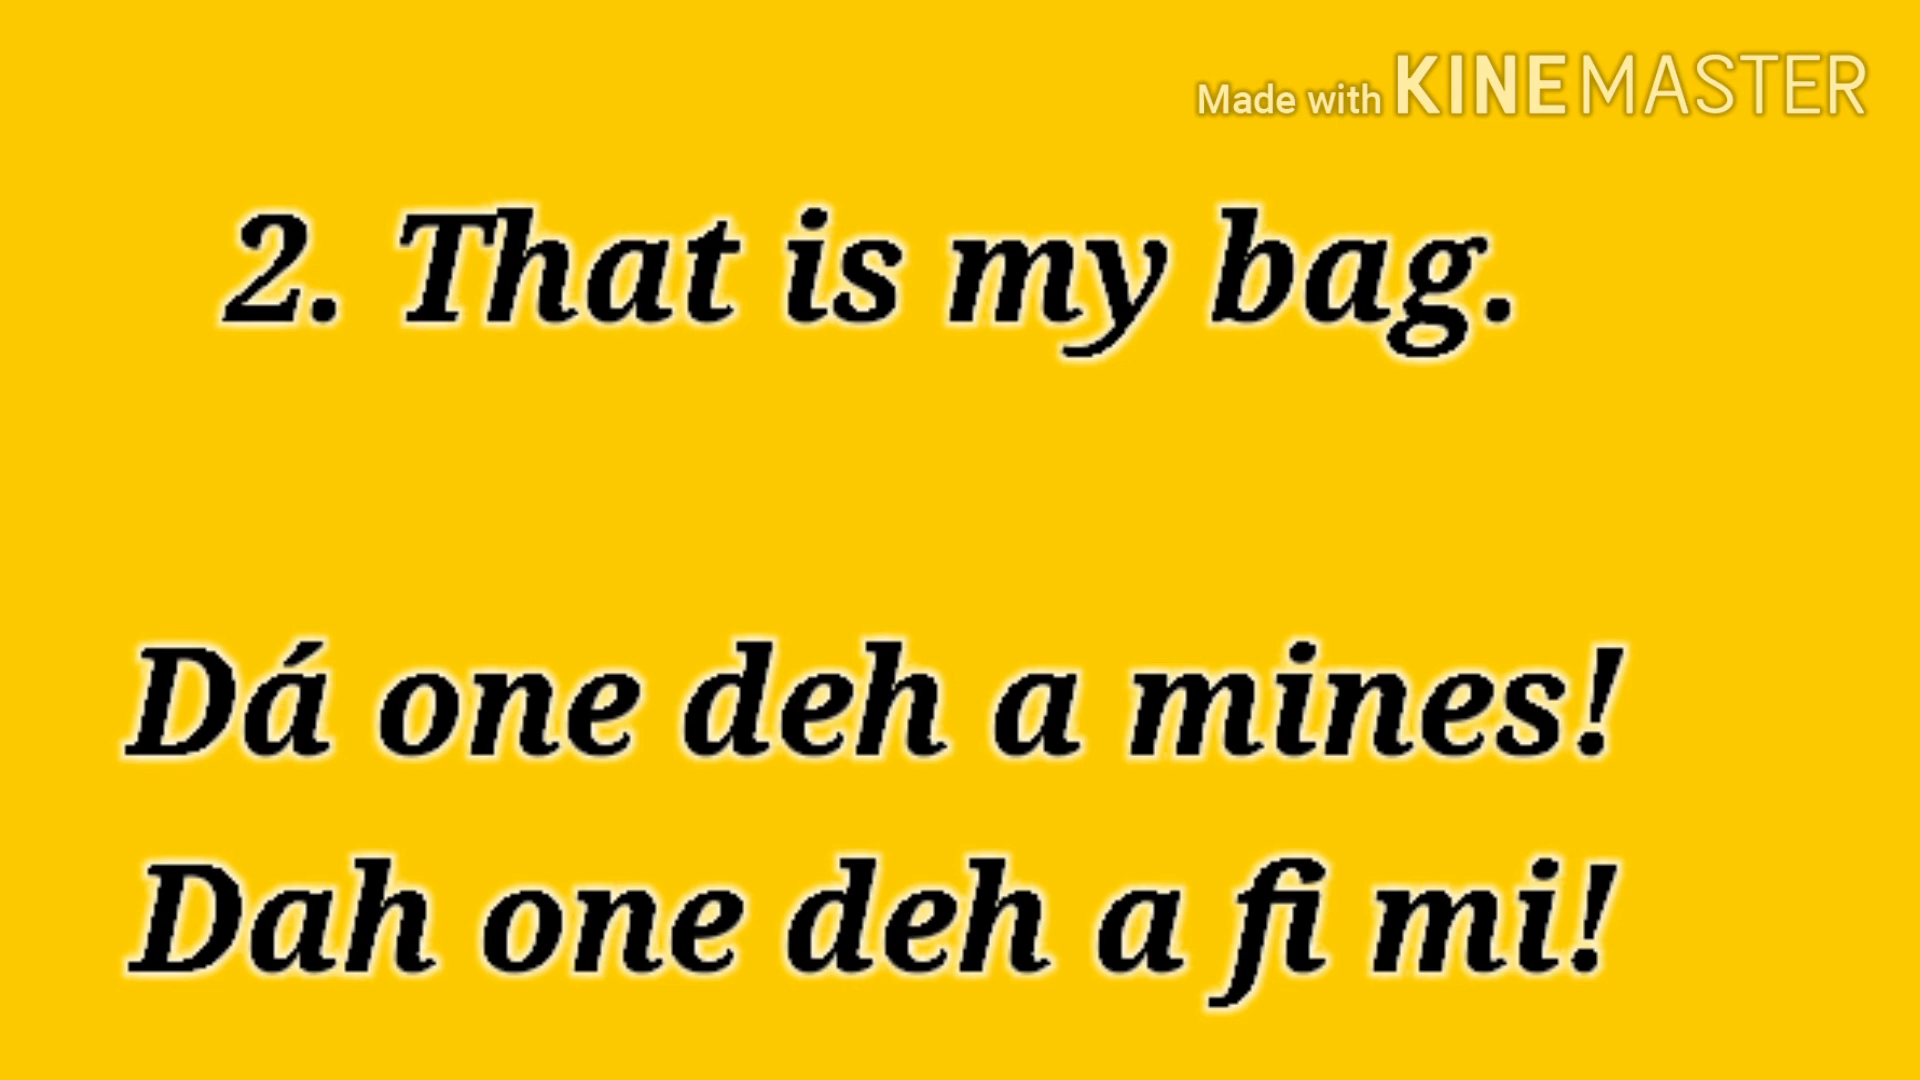 Made with KINEMASTER
2. That is my bag.
Dá one deh a mines!
Dah one deh a fi mi!